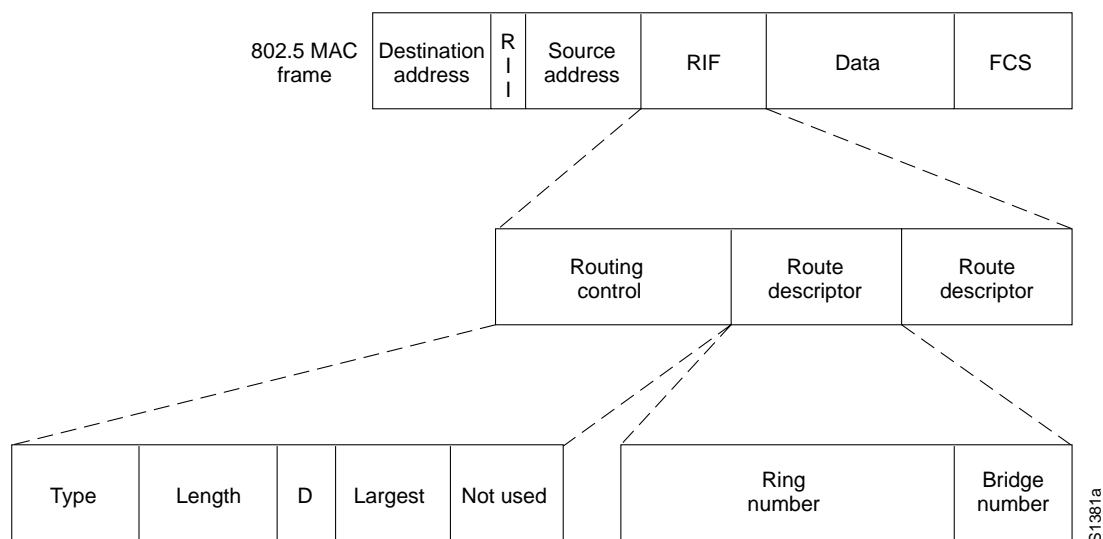 802.5 MAC
frame
Destination
address
R
I
I
Source
address
RIF
Data
FCS
Routing
control
Route
descriptor
Route
descriptor
Type
Length
D
Largest
Not used
Ring
number
Bridge
number
S1381a